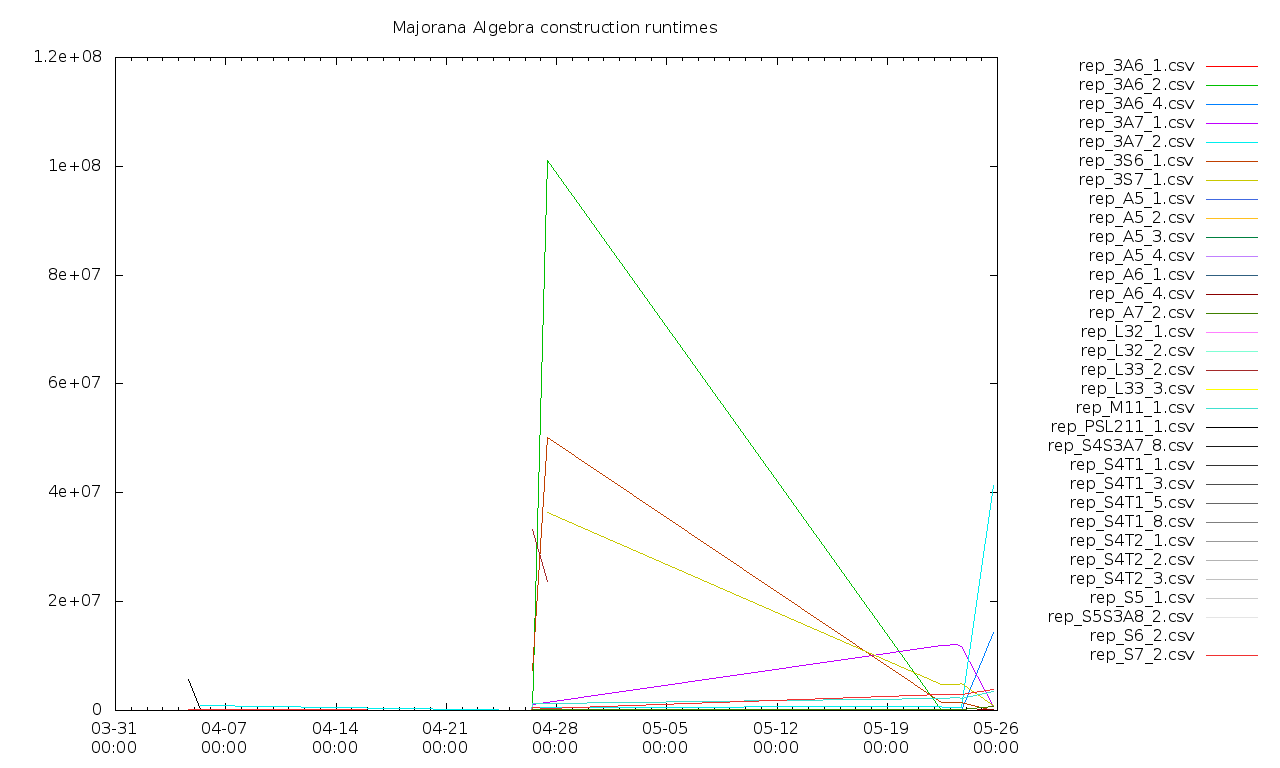 Majorana Algebra construction runtimes
1.2e+08
1e+08
8e+07
6e+07
4e+07
2e+07
0
03-31 04-07 04-14 04-21 04-28 05-05 05-12 05-19 05-26
00:00 00:00 00:00 00:00 00:00 00:00 00:00 00:00 00:00
rep_3A6_1.csv
rep_3A6_2.csv
rep_3A6_4.csv
rep_3A7_1.csv
rep_3A7_2.csv
rep_3S6_1.csv
rep_3S7_1.csv
rep_A5_1.csv
rep_A5_2.csv
rep_A5_3.csv
rep_A5_4.csv
rep_A6_1.csv
rep_A6_4.csv
rep_A7_2.csv
rep_L32_1.csv
rep_L32_2.csv
rep_L33_2.csv
rep_L33_3.csv
rep_M11_1.csv
rep_PSL211_1.csv
rep_S4S3A7_8.csv
rep_S4T1_1.csv
rep_S4T1_3.csv
rep_S4T1_5.csv
rep_S4T1_8.csv
rep_S4T2_1.csv
rep_S4T2_2.csv
rep_S4T2_3.csv
rep_S5_1.csv
rep_S5S3A8_2.csv
rep_S6_2.csv
rep_S7_2.csv